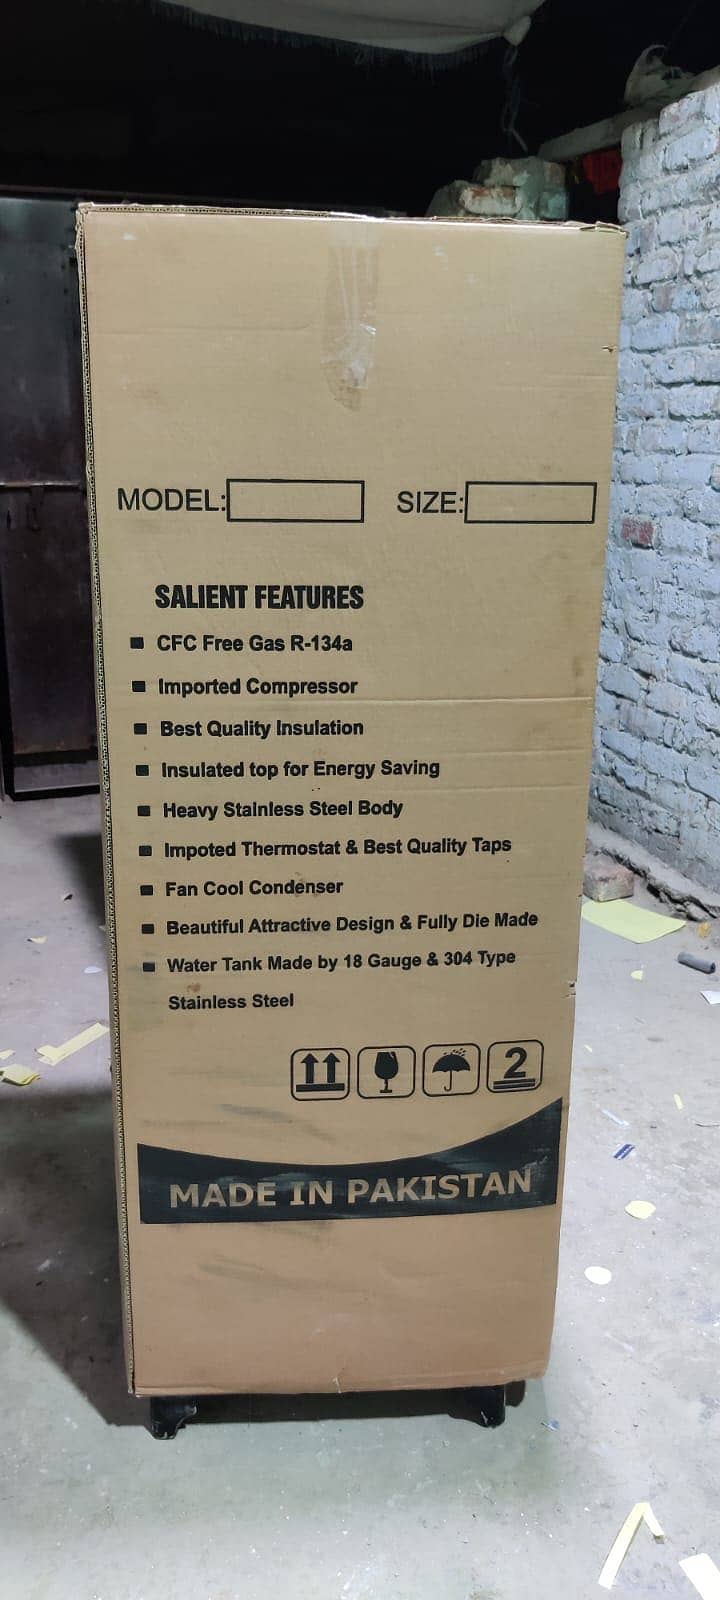 MODEL: SIZE:
SALIENT FEATURES
CFC Free Gas R-134a
Imported Compressor
Best Quality Insulation
Insulated top for Energy Saving
Heavy Stainless Steel Body
Impoted Thermostat & Best Quality Taps
Fan Cool Condenser
Beautiful Attractive Design & Fully Die Made
Water Tank Made by 18 Gauge & 304 Type
Stainless Steel
2
MADE IN PAKISTAN